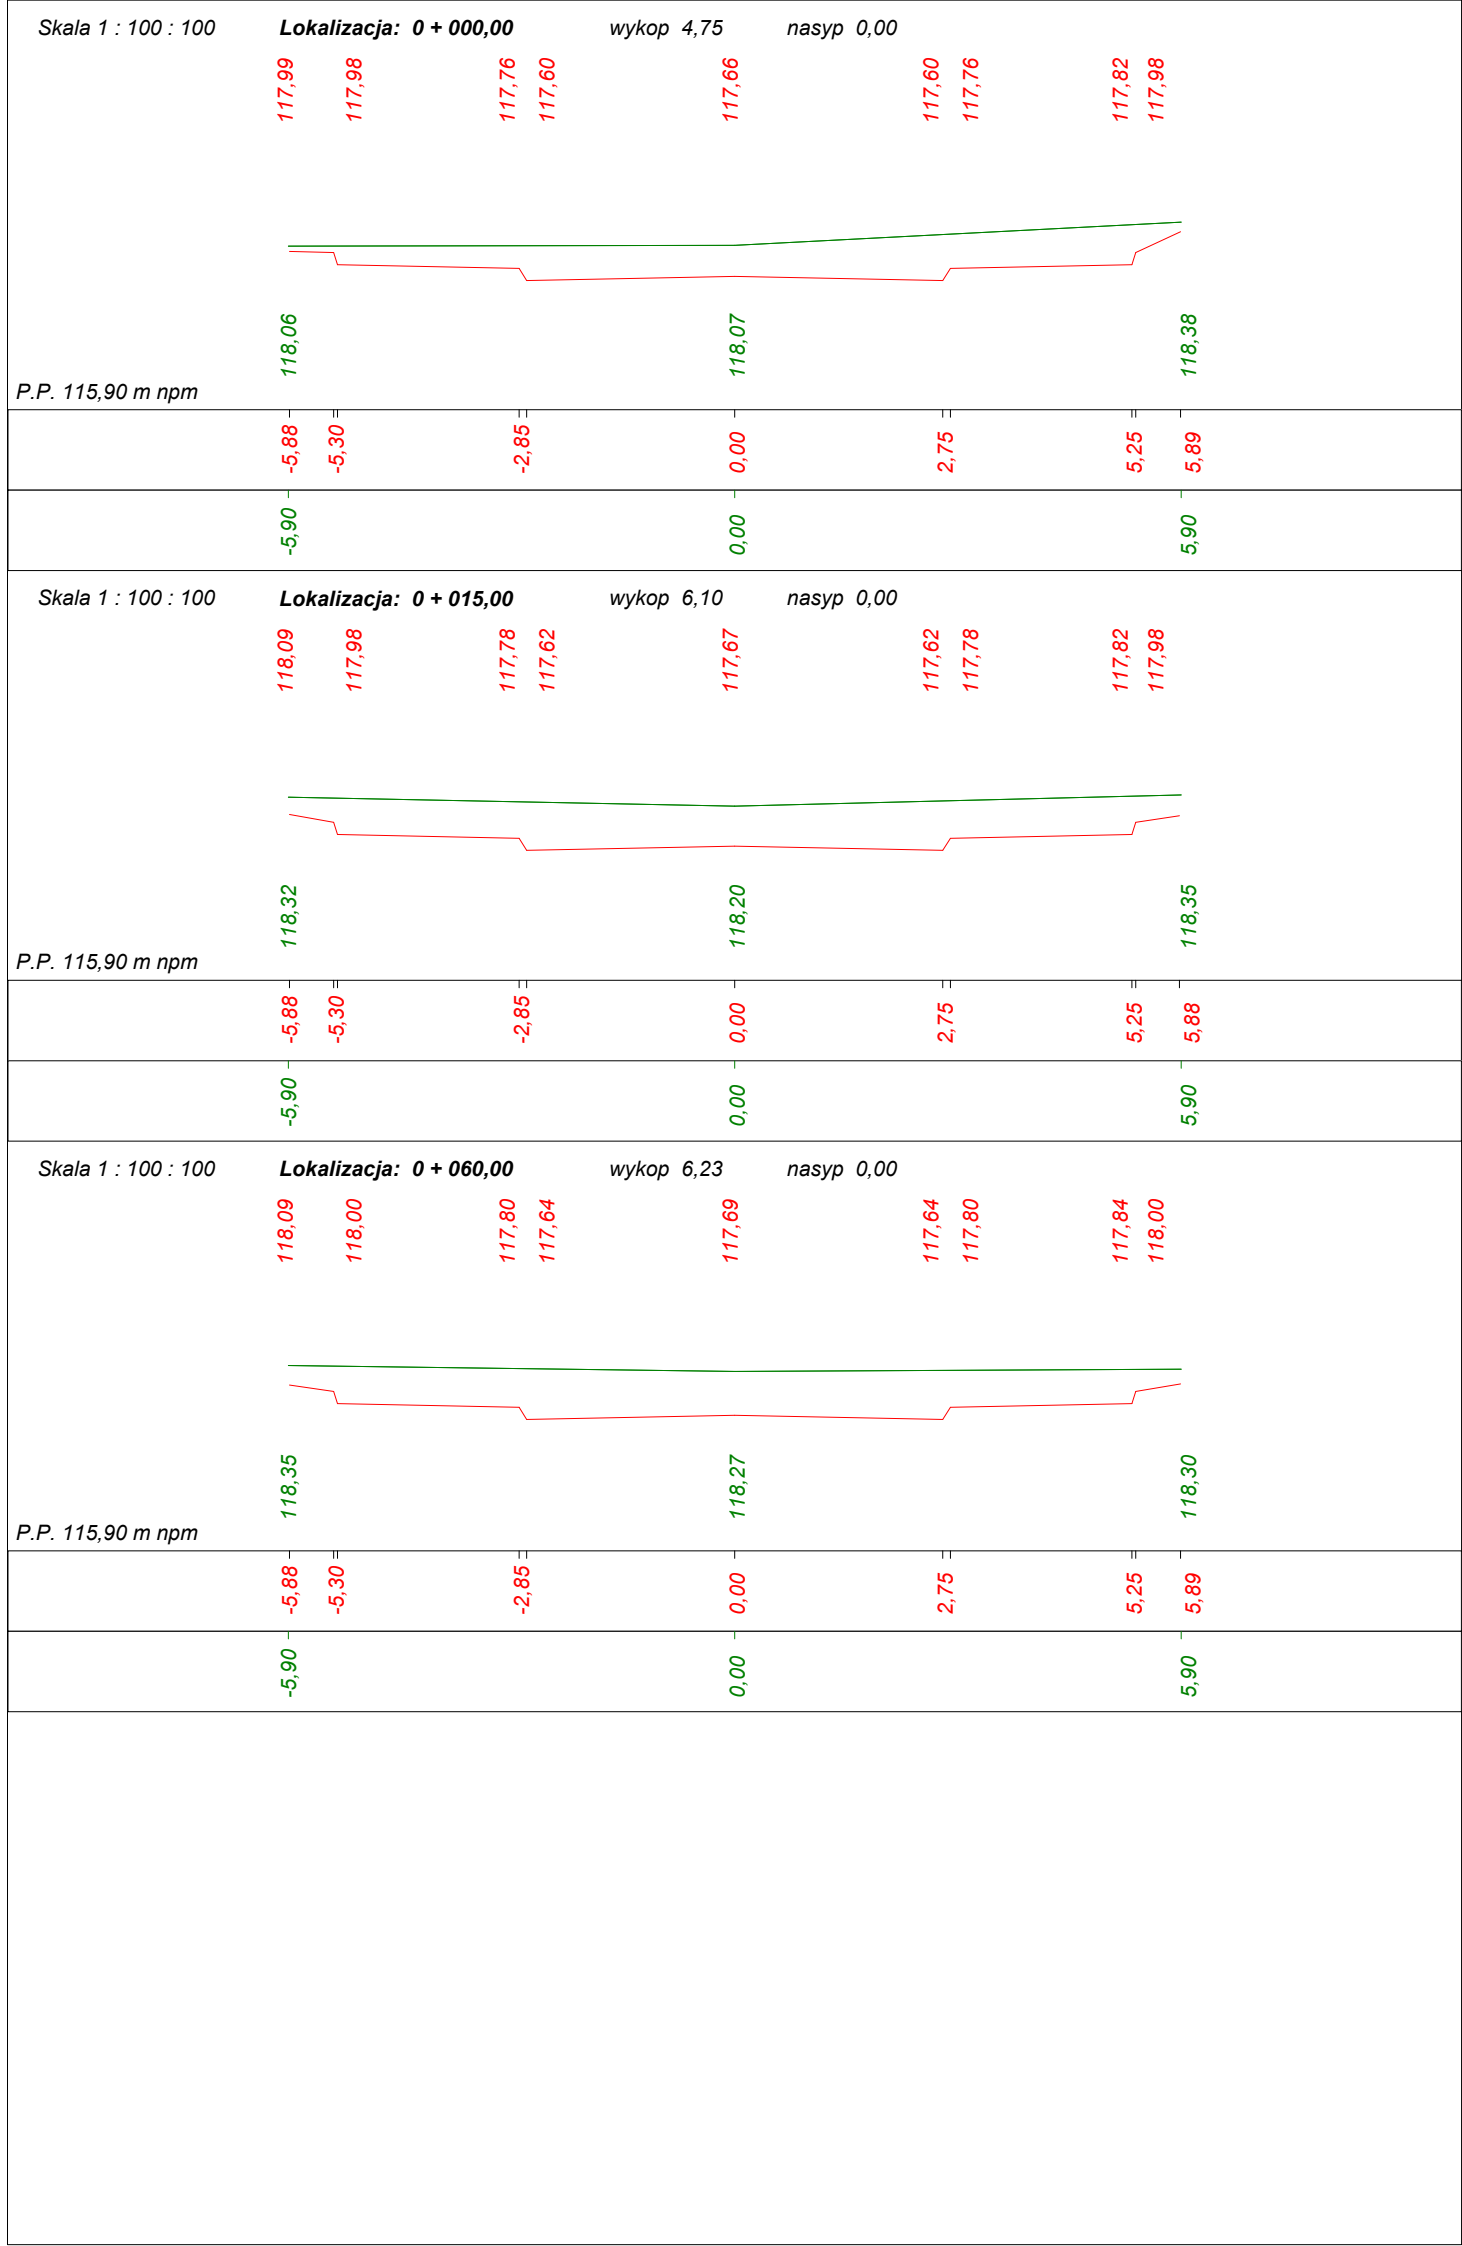 Skala 1 : 100 : 100 Lokalizacja: 0 + 000,00 wykop 4,75 nasyp 0,00
117,99 117,98 117,76 117,60 117,66 117,60 117,76 117,82 117,98
118,06 118,07 118,38
P.P. 115,90 m npm
-5,88 -5,30 -2,85 0,00 2,75 5,25 5,89
-5,90 0,00 5,90
Skala 1 : 100 : 100 Lokalizacja: 0 + 015,00 wykop 6,10 nasyp 0,00
118,09 117,98 117,78 117,62 117,67 117,62 117,78 117,82 117,98
118,32 118,20 118,35
P.P. 115,90 m npm
-5,88 -5,30 -2,85 0,00 2,75 5,25 5,88
-5,90 0,00 5,90
Skala 1 : 100 : 100 Lokalizacja: 0 + 060,00 wykop 6,23 nasyp 0,00
118,09 118,00 117,80 117,64 117,69 117,64 117,80 117,84 118,00
118,35 118,27 118,30
P.P. 115,90 m npm
-5,88 -5,30 -2,85 0,00 2,75 5,25 5,89
-5,90 0,00 5,90